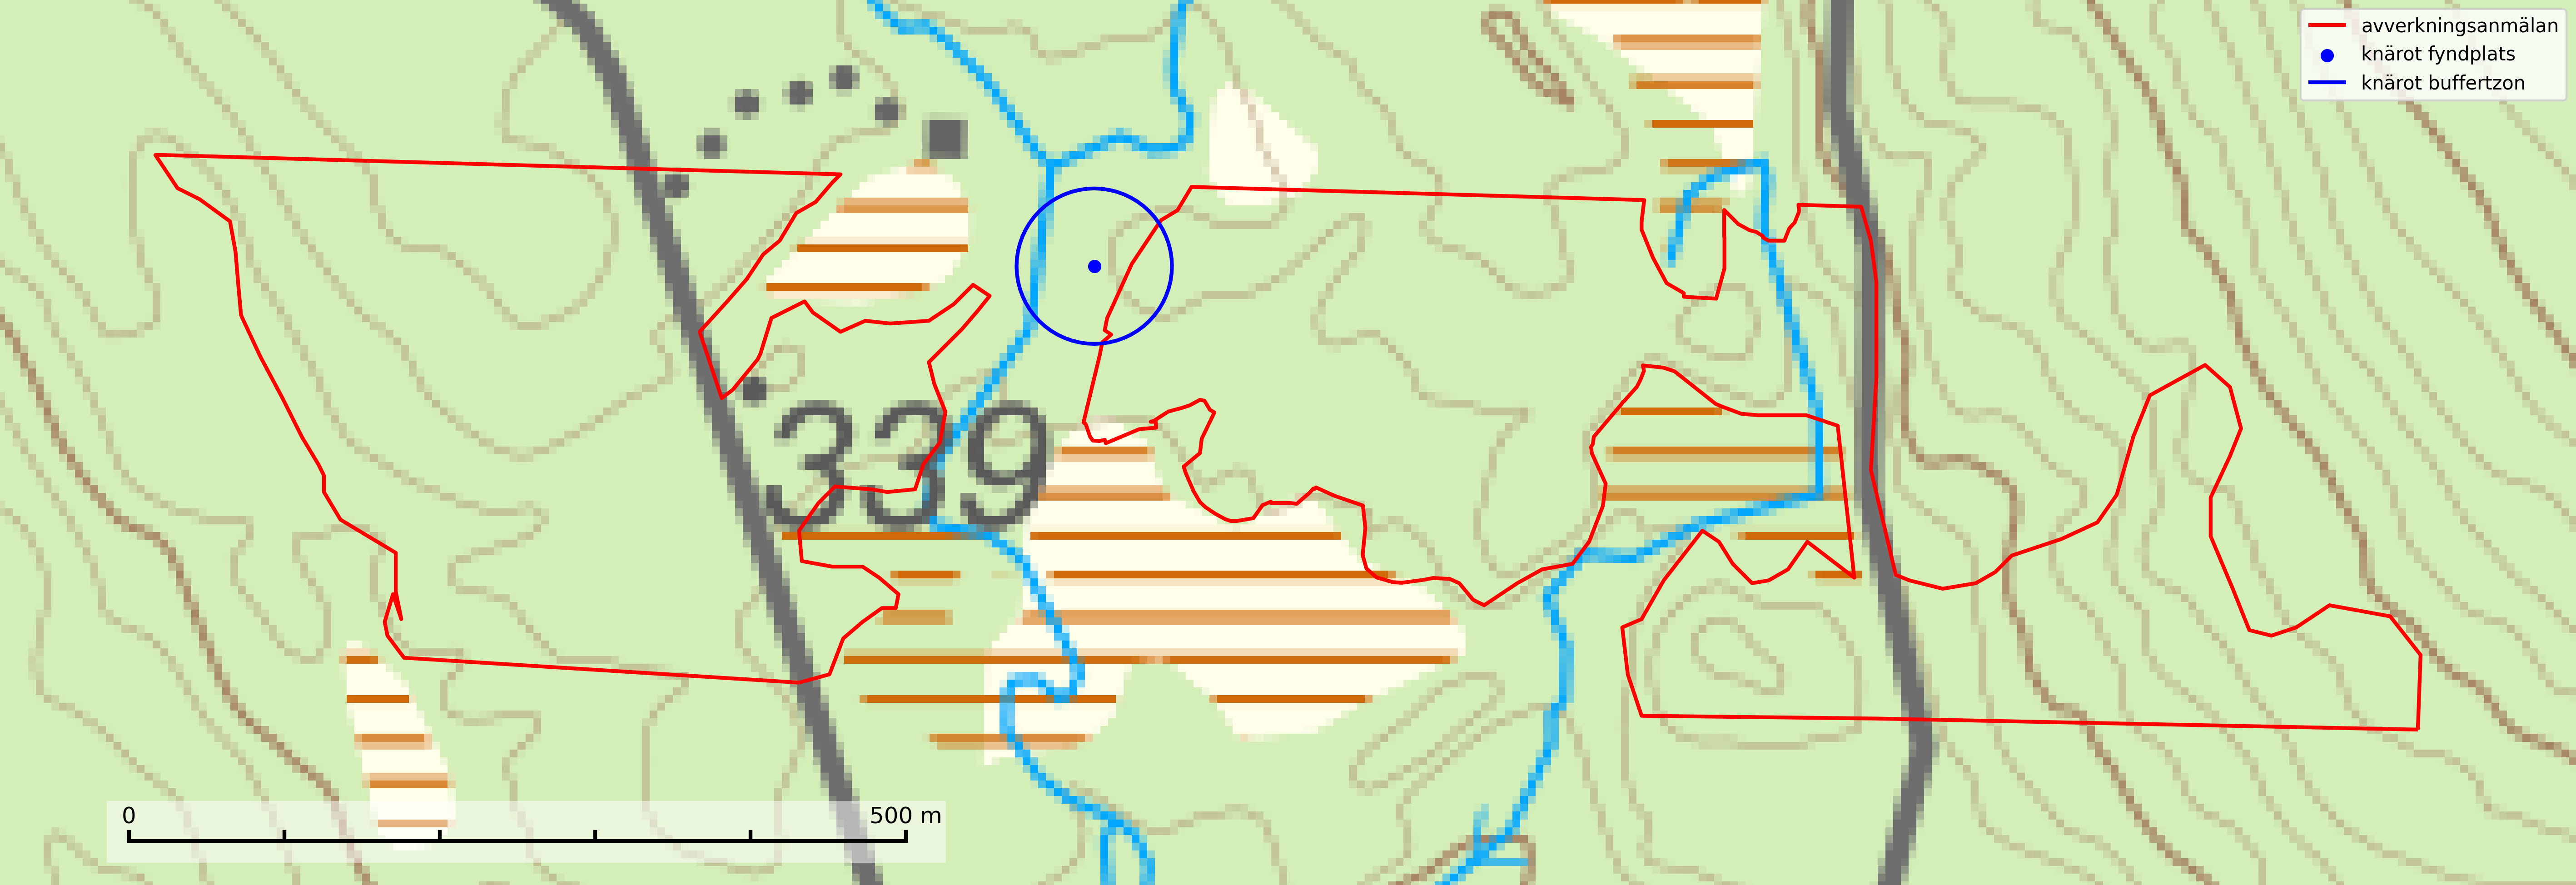 avverkningsanmälan
knärot fyndplats
knärot buffertzon
339
0 500 m